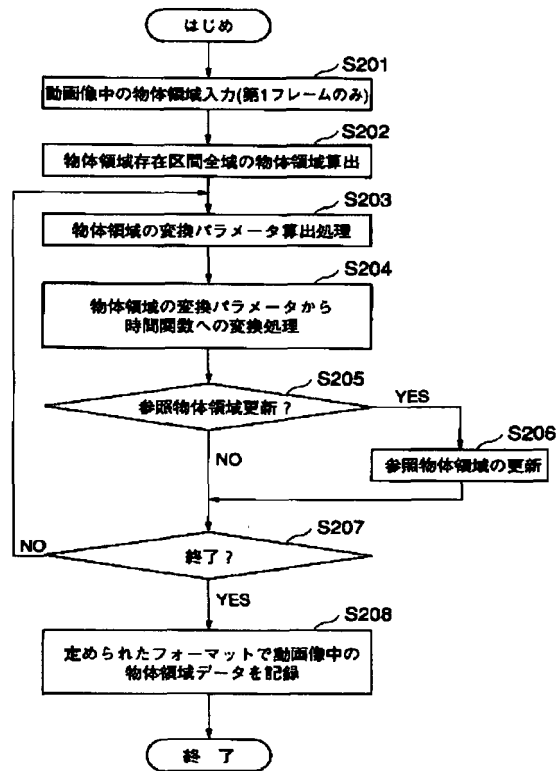 はじめ
S201
動画像中の物体領域入力(第1フレームのみ)
S202
物体領域存在区間全域の物体領域算出
S203
物体領域の変換パラメータ算出処理
S204
物体領域の変換パラメータから
時間関数への変換処理
S205
参照物体領域更新？
YES
NO
S206
参照物体領域の更新
S207
終了？
NO
YES
S208
定められたフォーマットで動画像中の
物体領域データを記録
終了